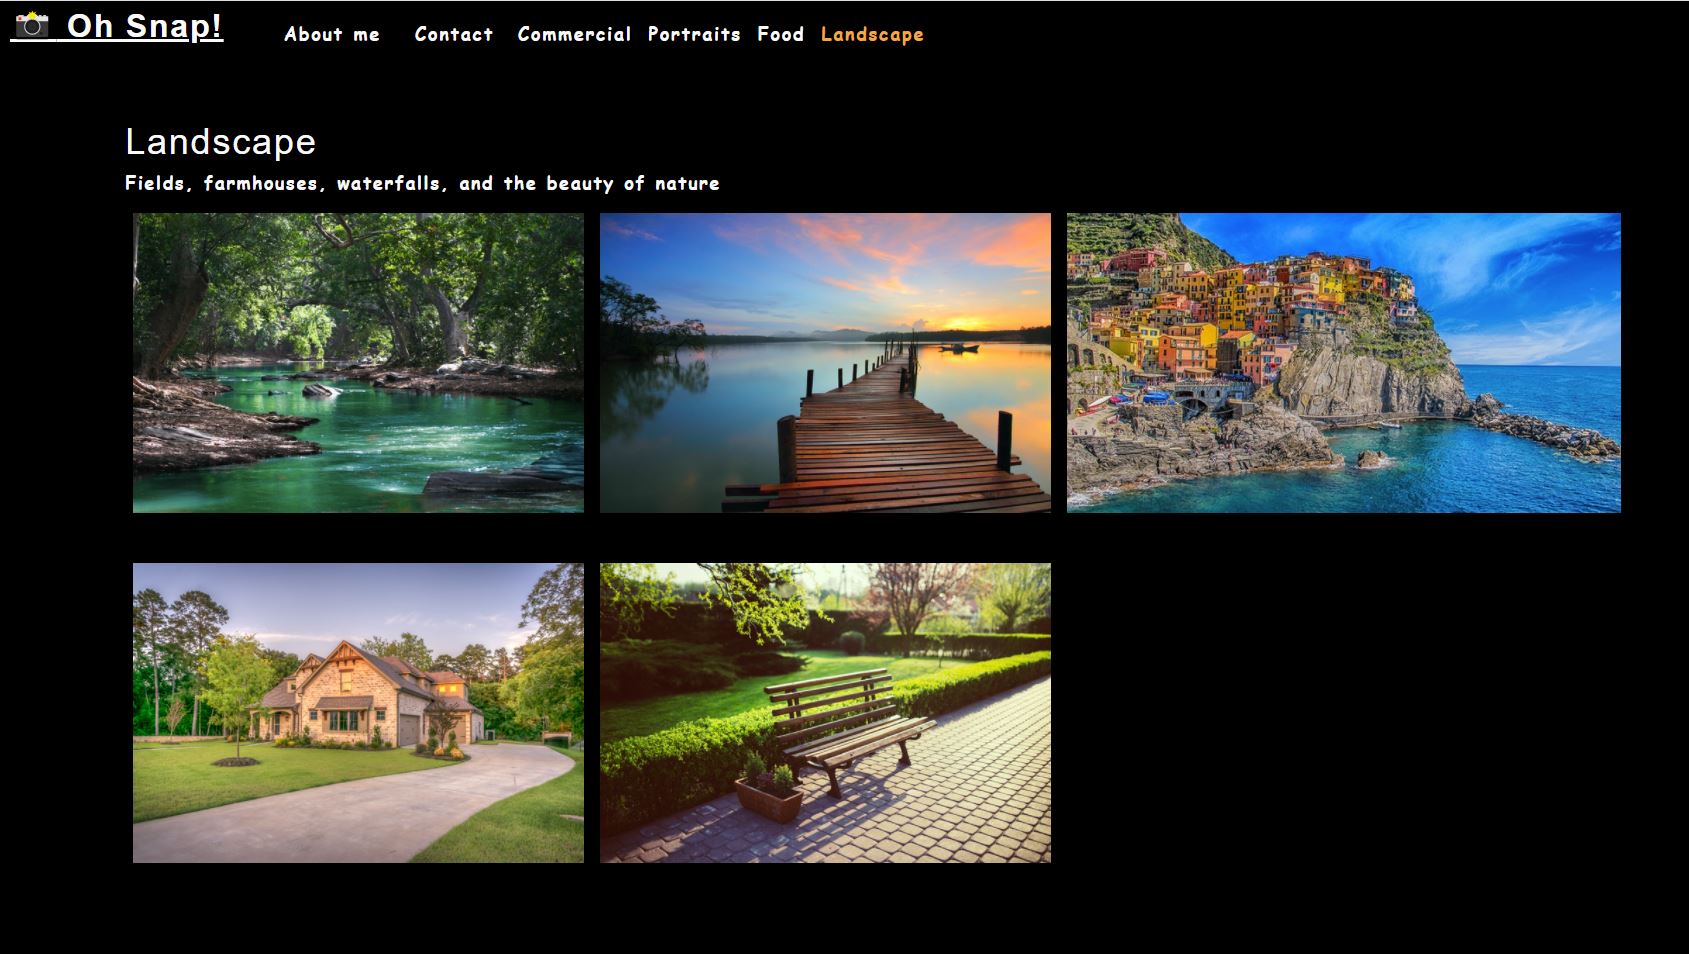 Oh Snap!
About me Contact Commercial Portraits Food Landscape
Landscape
Fields, farmhouses, waterfalls, and the beauty of nature